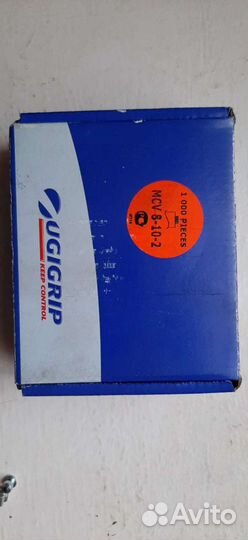 UGIGRIP
KEEP CONTROL
1 000 PIECES
MCV 8-10-2
Avito